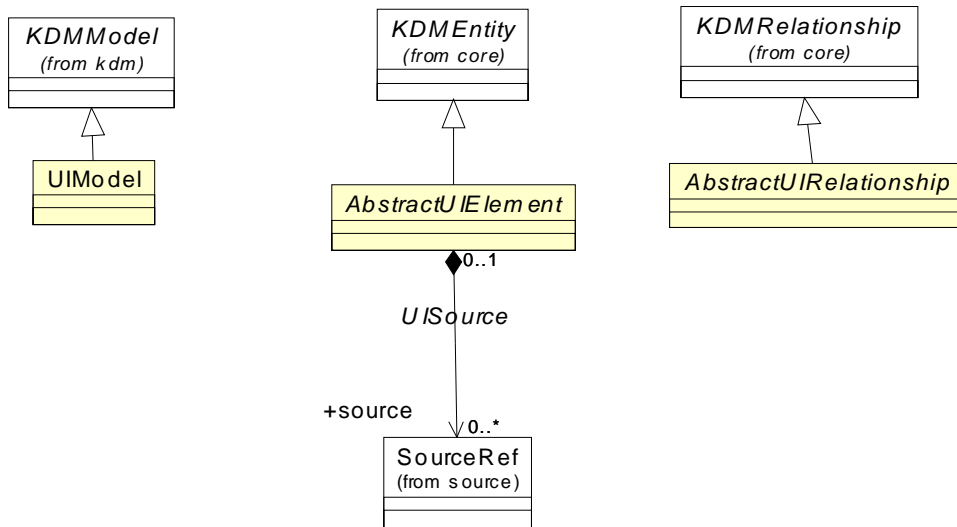 KDMModel
(from kdm)
KDMEntity
(from core)
KDMRelationship
(from core)
UIModel
AbstractUIElement
AbstractUIRelationship
0..1
UISource
+source
0..*
SourceRef
(from source)